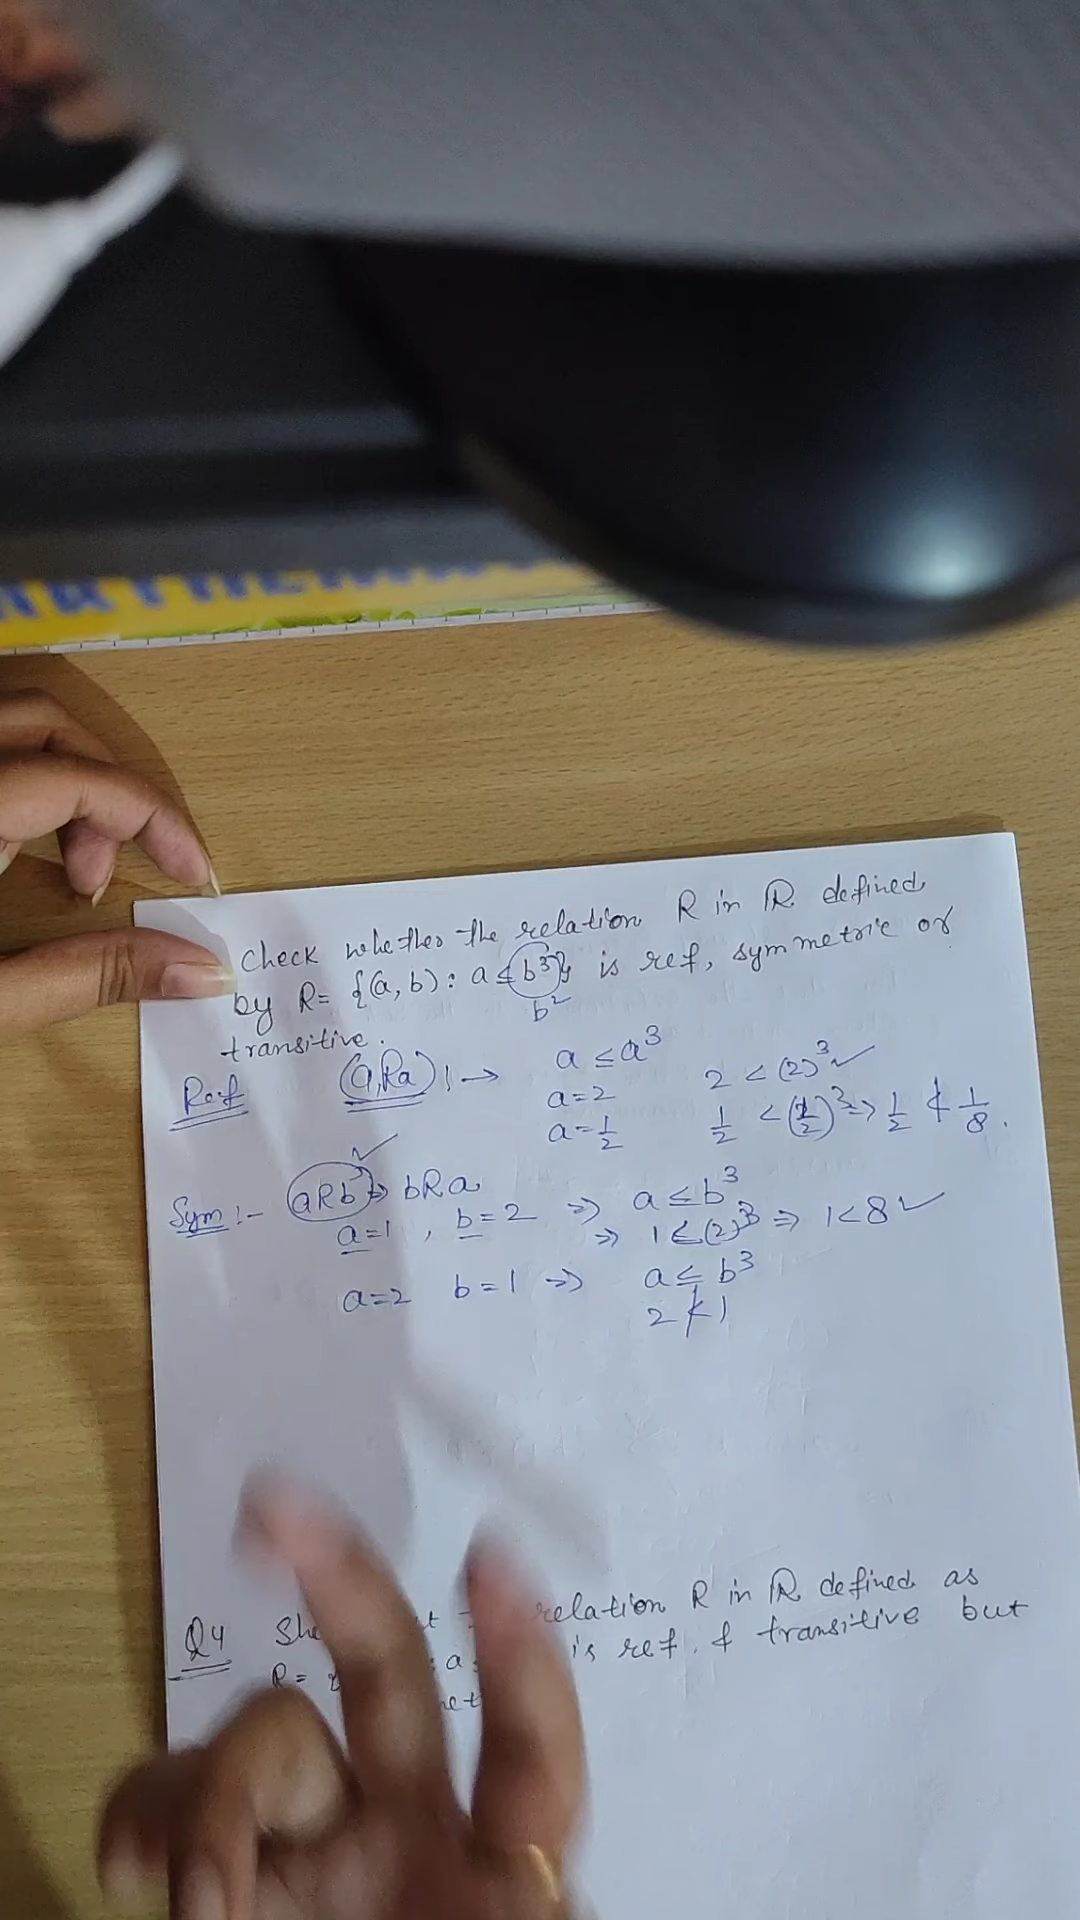 check whether the relation R in ℝ defined
by R = {(a,b) : a ≤ b³} is ref, symmetric or
b²
transitive.
Ref (a,Ra) :→ a ≤ a³
a=2 2 < (2)³ ✓
a=1/2 1/2 < (1/2)³ ⇒ 1/2 ≮ 1/8.
Sym :- aRb ⇒ bRa ✓
a=1 , b=2 ⇒ a ≤ b³
⇒ 1 ≤ (2)³ ⇒ 1<8 ✓
a=2 b=1 ⇒ a ≤ b³
2 ≮ 1
Q4 relation R in ℝ defined as
R = : a is ref. & transitive but